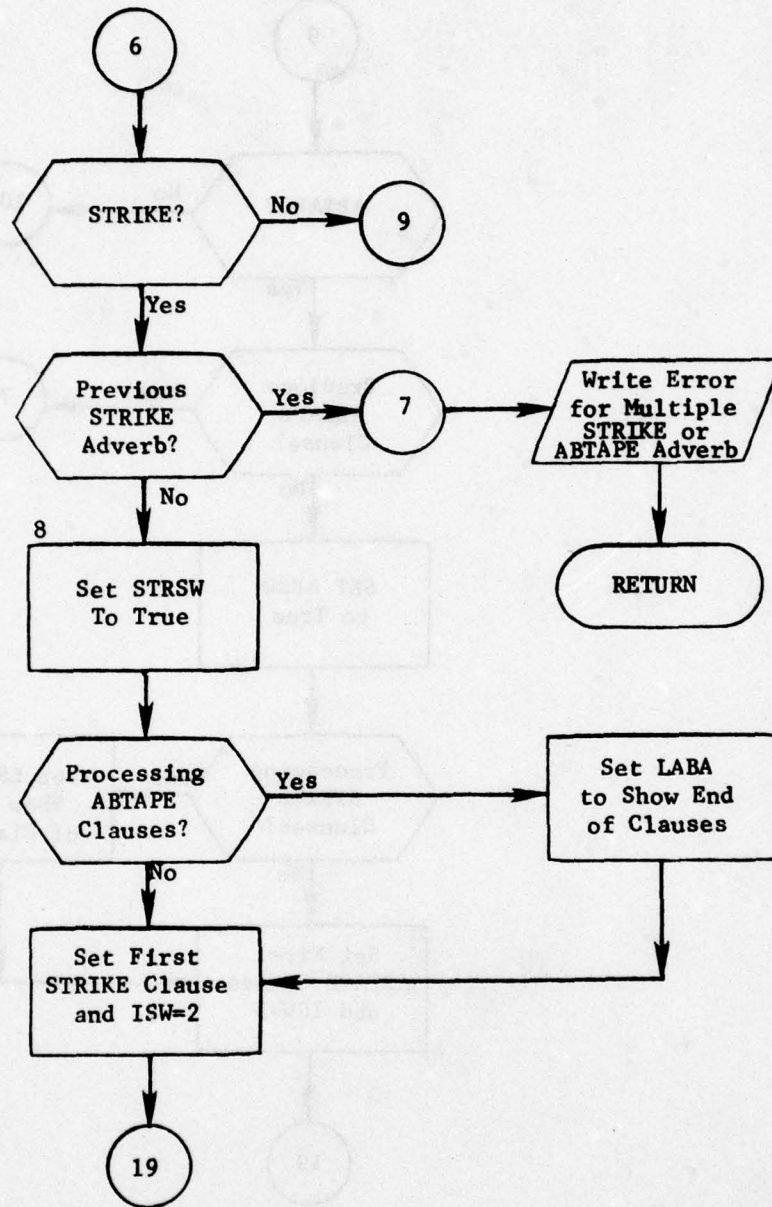 6
STRIKE?
No
9
Yes
Previous
STRIKE
Adverb?
Yes
7
Write Error
for Multiple
STRIKE or
ABTAPE Adverb
No
RETURN
8
Set STRSW
To True
Processing
ABTAPE
Clauses?
Yes
Set LABA
to Show End
of Clauses
No
Set First
STRIKE Clause
and ISW=2
19